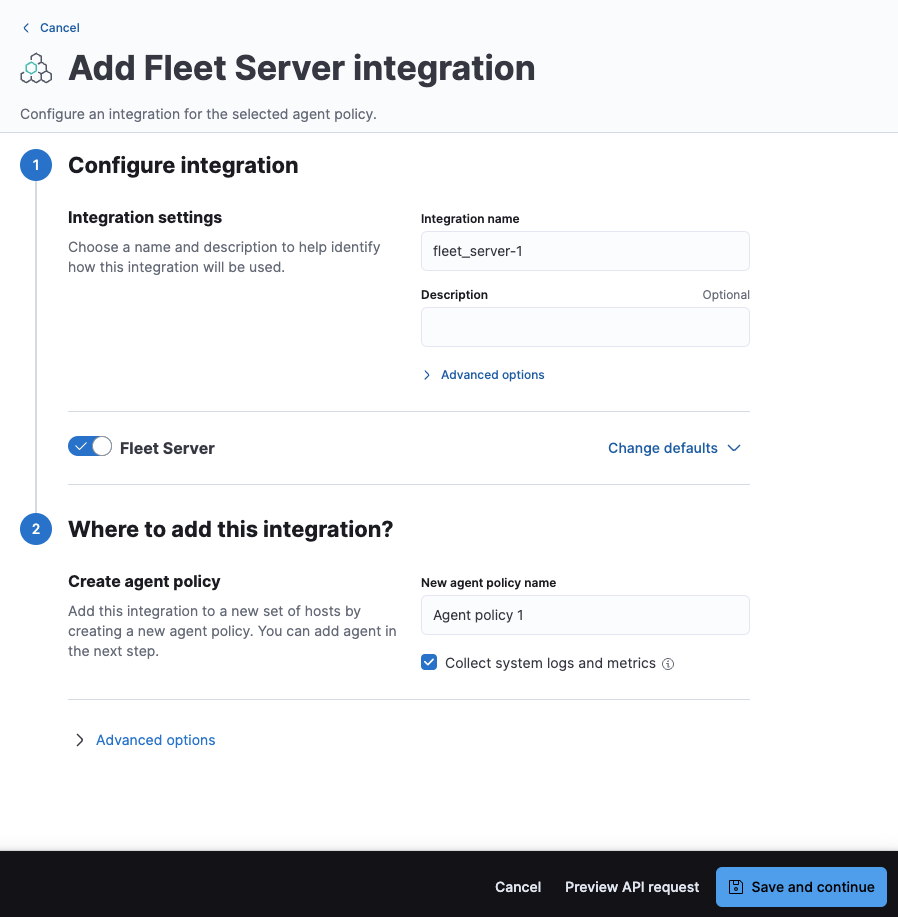 Cancel
Add Fleet Server integration
Configure an integration for the selected agent policy.
1
Configure integration
Integration settings
Choose a name and description to help identify
how this integration will be used.
Integration name
fleet_server-1
Description
Optional
Advanced options
Fleet Server
Change defaults
2
Where to add this integration?
Create agent policy
Add this integration to a new set of hosts by
creating a new agent policy. You can add agent in
the next step.
New agent policy name
Agent policy 1
Collect system logs and metrics
Advanced options
Cancel
Preview API request
Save and continue